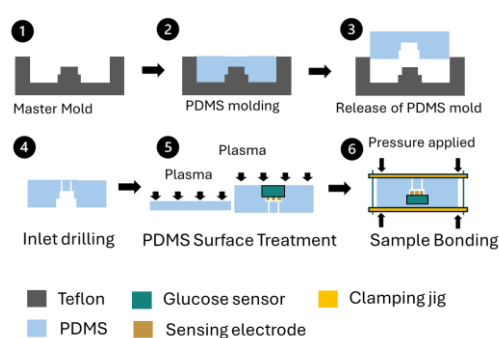 1
2
3
Master Mold
PDMS molding
Release of PDMS mold
4
5
6
Plasma
Plasma
Pressure applied
Inlet drilling
PDMS Surface Treatment
Sample Bonding
Teflon
Glucose sensor
Clamping jig
PDMS
Sensing electrode